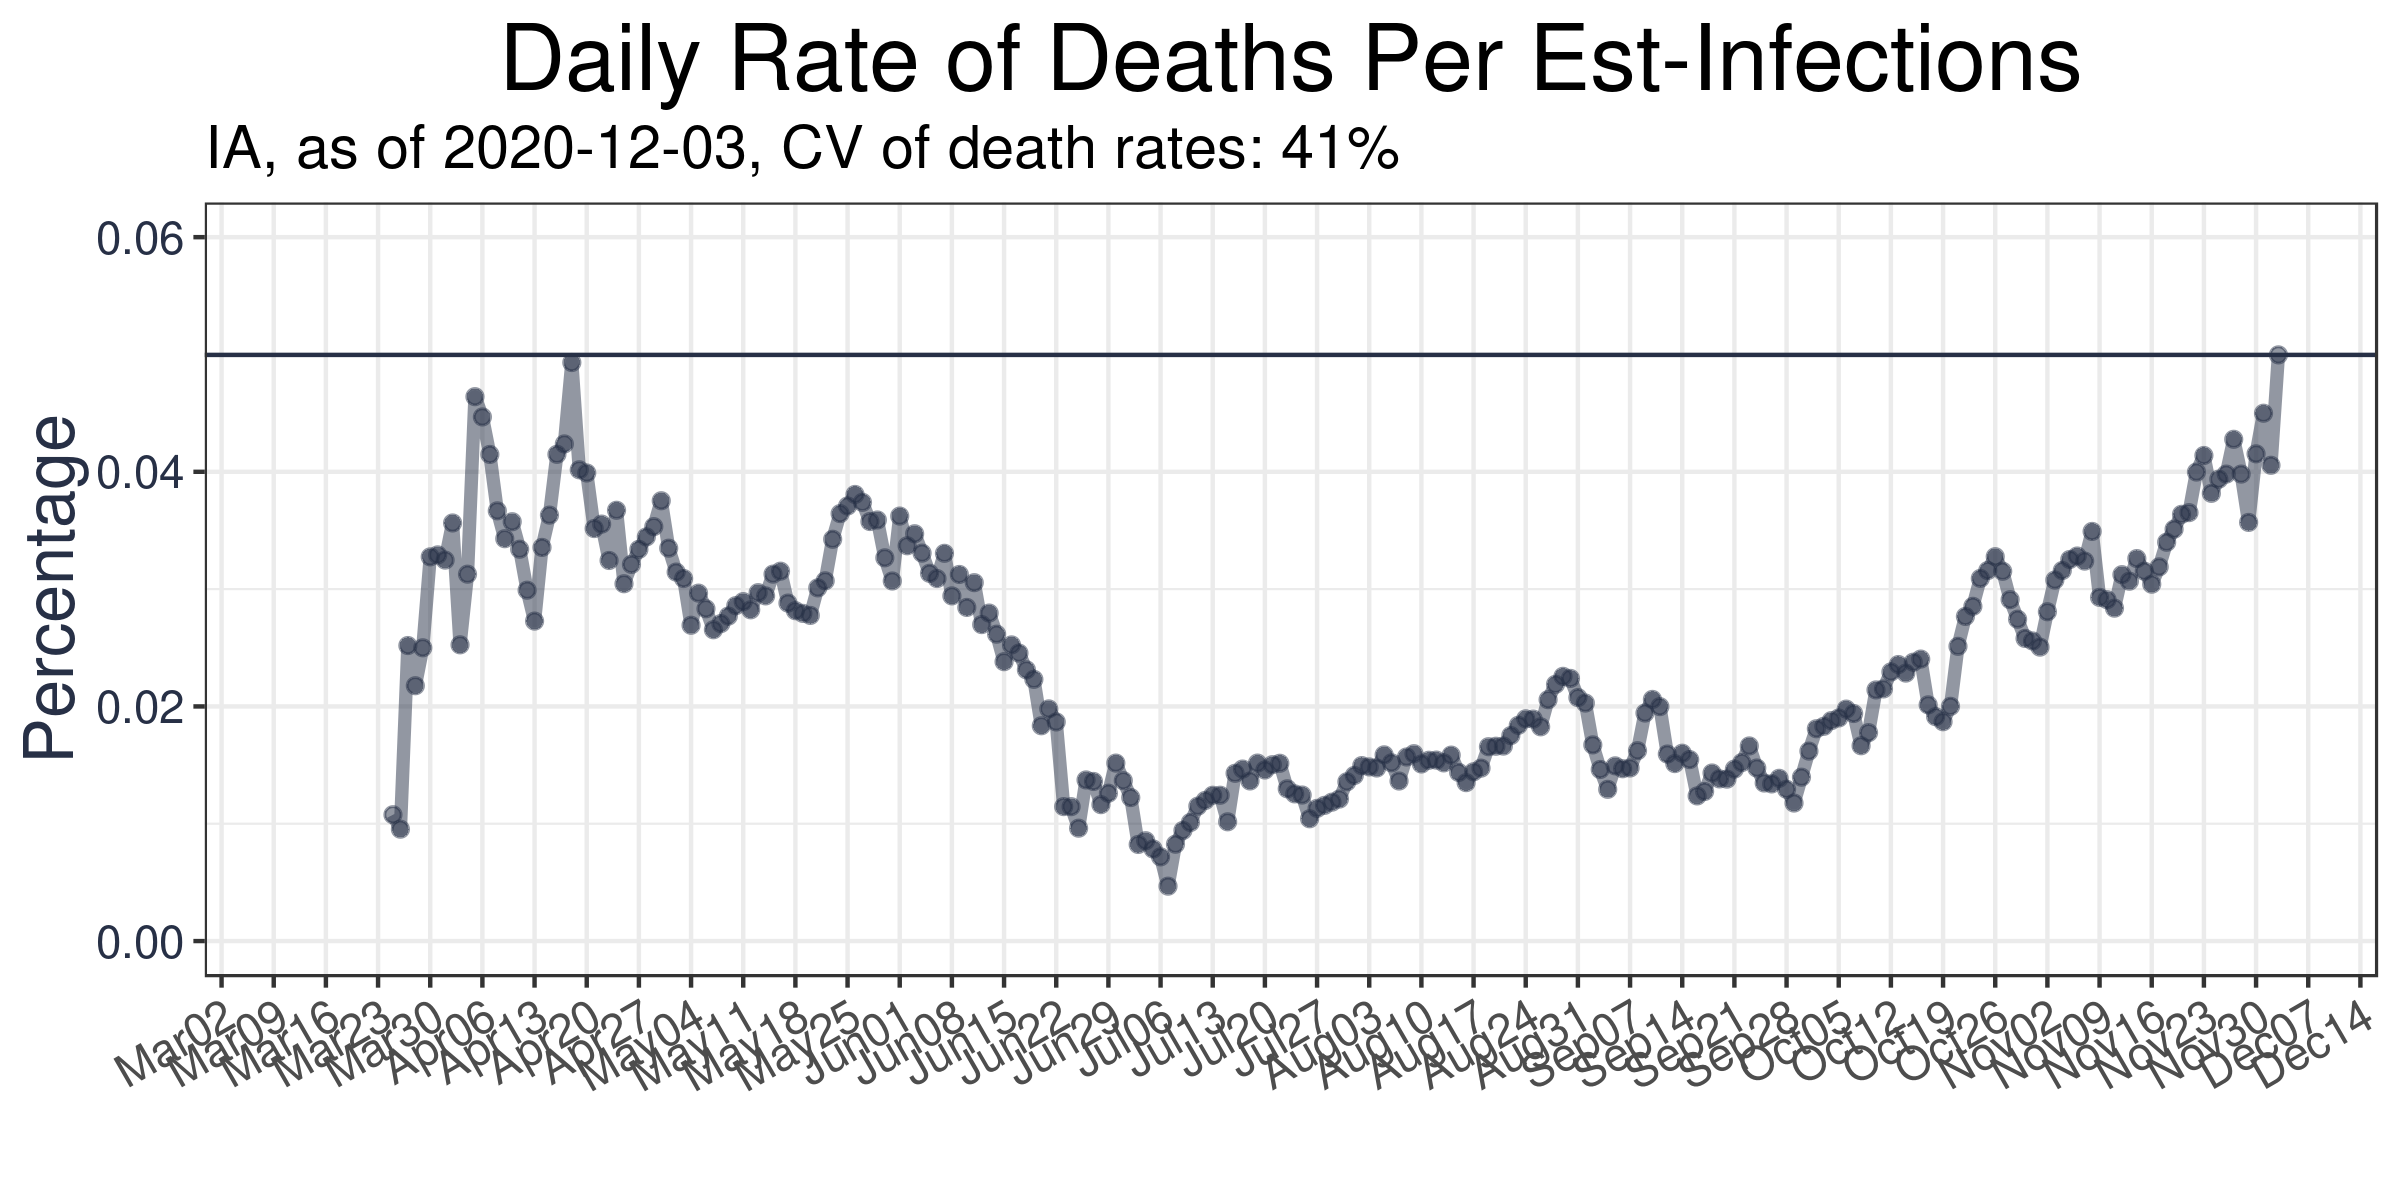 Daily Rate of Deaths Per Est-Infections
IA, as of 2020-12-03, CV of death rates: 41%
Percentage
0.06
0.04
0.02
0.00
Mar02
Mar09
Mar16
Mar23
Mar30
Apr06
Apr13
Apr20
Apr27
May04
May11
May18
May25
Jun01
Jun08
Jun15
Jun22
Jun29
Jul06
Jul13
Jul20
Jul27
Aug03
Aug10
Aug17
Aug24
Aug31
Sep07
Sep14
Sep21
Sep28
Oct05
Oct12
Oct19
Oct26
Nov02
Nov09
Nov16
Nov23
Nov30
Dec07
Dec14